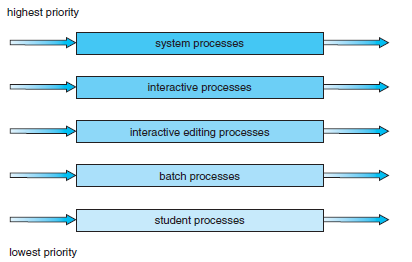 highest priority
system processes
interactive processes
interactive editing processes
batch processes
student processes
lowest priority